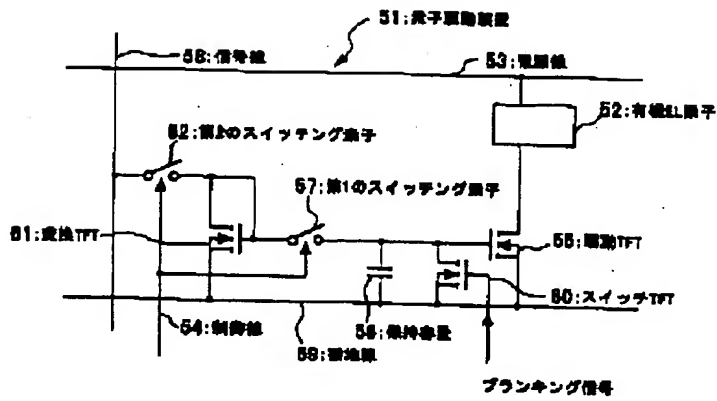 51:素子駆動装置
58:信号線
53:電源線
52:有機EL素子
62:第2のスイッチング素子
57:第1のスイッチング素子
61:変換TFT
55:駆動TFT
60:スイッチTFT
54:制御線
59:接地線
56:保持容量
ブランキング信号